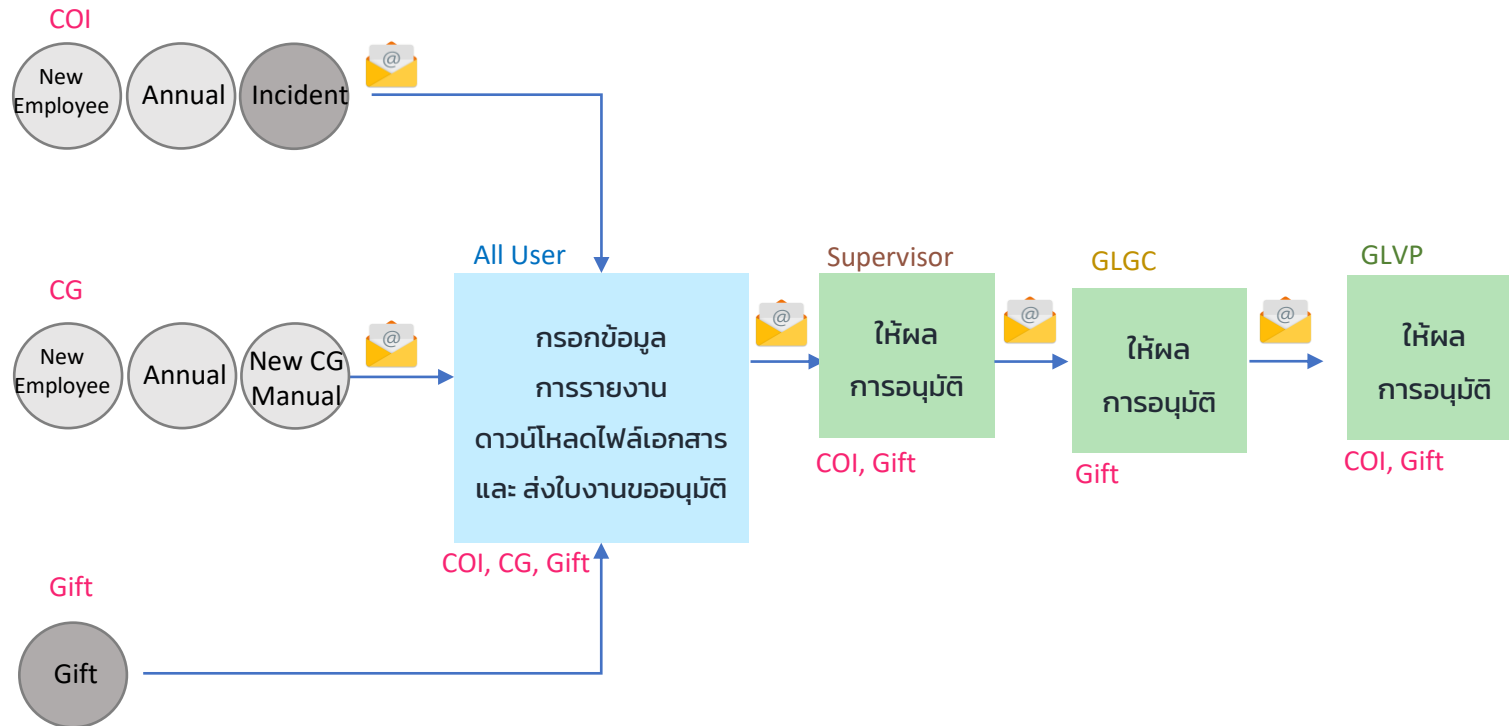 COI
New
Employee
Annual
Incident
@
CG
New
Employee
Annual
New CG
Manual
@
Gift
Gift
All User
กรอกข้อมูล
การรายงาน
ดาวน์โหลดไฟล์เอกสาร
และ ส่งใบงานขออนุมัติ
COI, CG, Gift
@
Supervisor
ให้ผล
การอนุมัติ
COI, Gift
@
GLGC
ให้ผล
การอนุมัติ
Gift
@
GLVP
ให้ผล
การอนุมัติ
COI, Gift